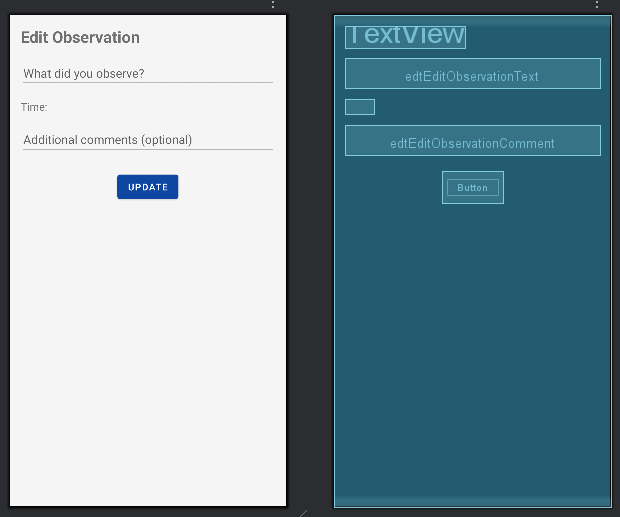 Edit Observation
What did you observe?
Time:
Additional comments (optional)
UPDATE
TextView
edtEditObservationText
edtEditObservationComment
Button